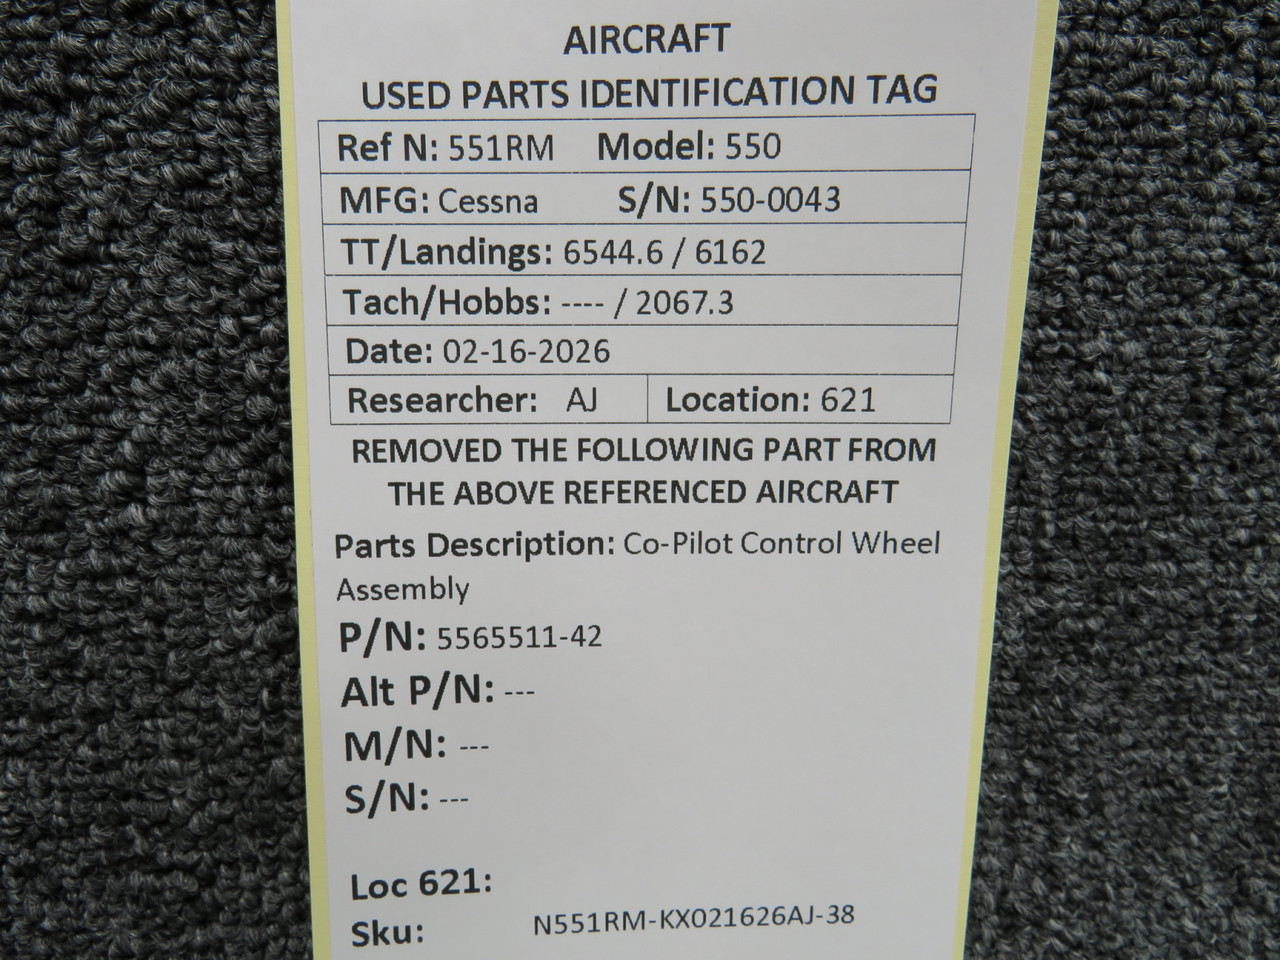 AIRCRAFT
USED PARTS IDENTIFICATION TAG
Ref N: 551RM Model: 550
MFG: Cessna S/N: 550-0043
TT/Landings: 6544.6 / 6162
Tach/Hobbs: ---- / 2067.3
Date: 02-16-2026
Researcher: AJ Location: 621
REMOVED THE FOLLOWING PART FROM
THE ABOVE REFERENCED AIRCRAFT
Parts Description: Co-Pilot Control Wheel
Assembly
P/N: 5565511-42
Alt P/N: ---
M/N: ---
S/N: ---
Loc 621:
Sku: N551RM-KX021626AJ-38